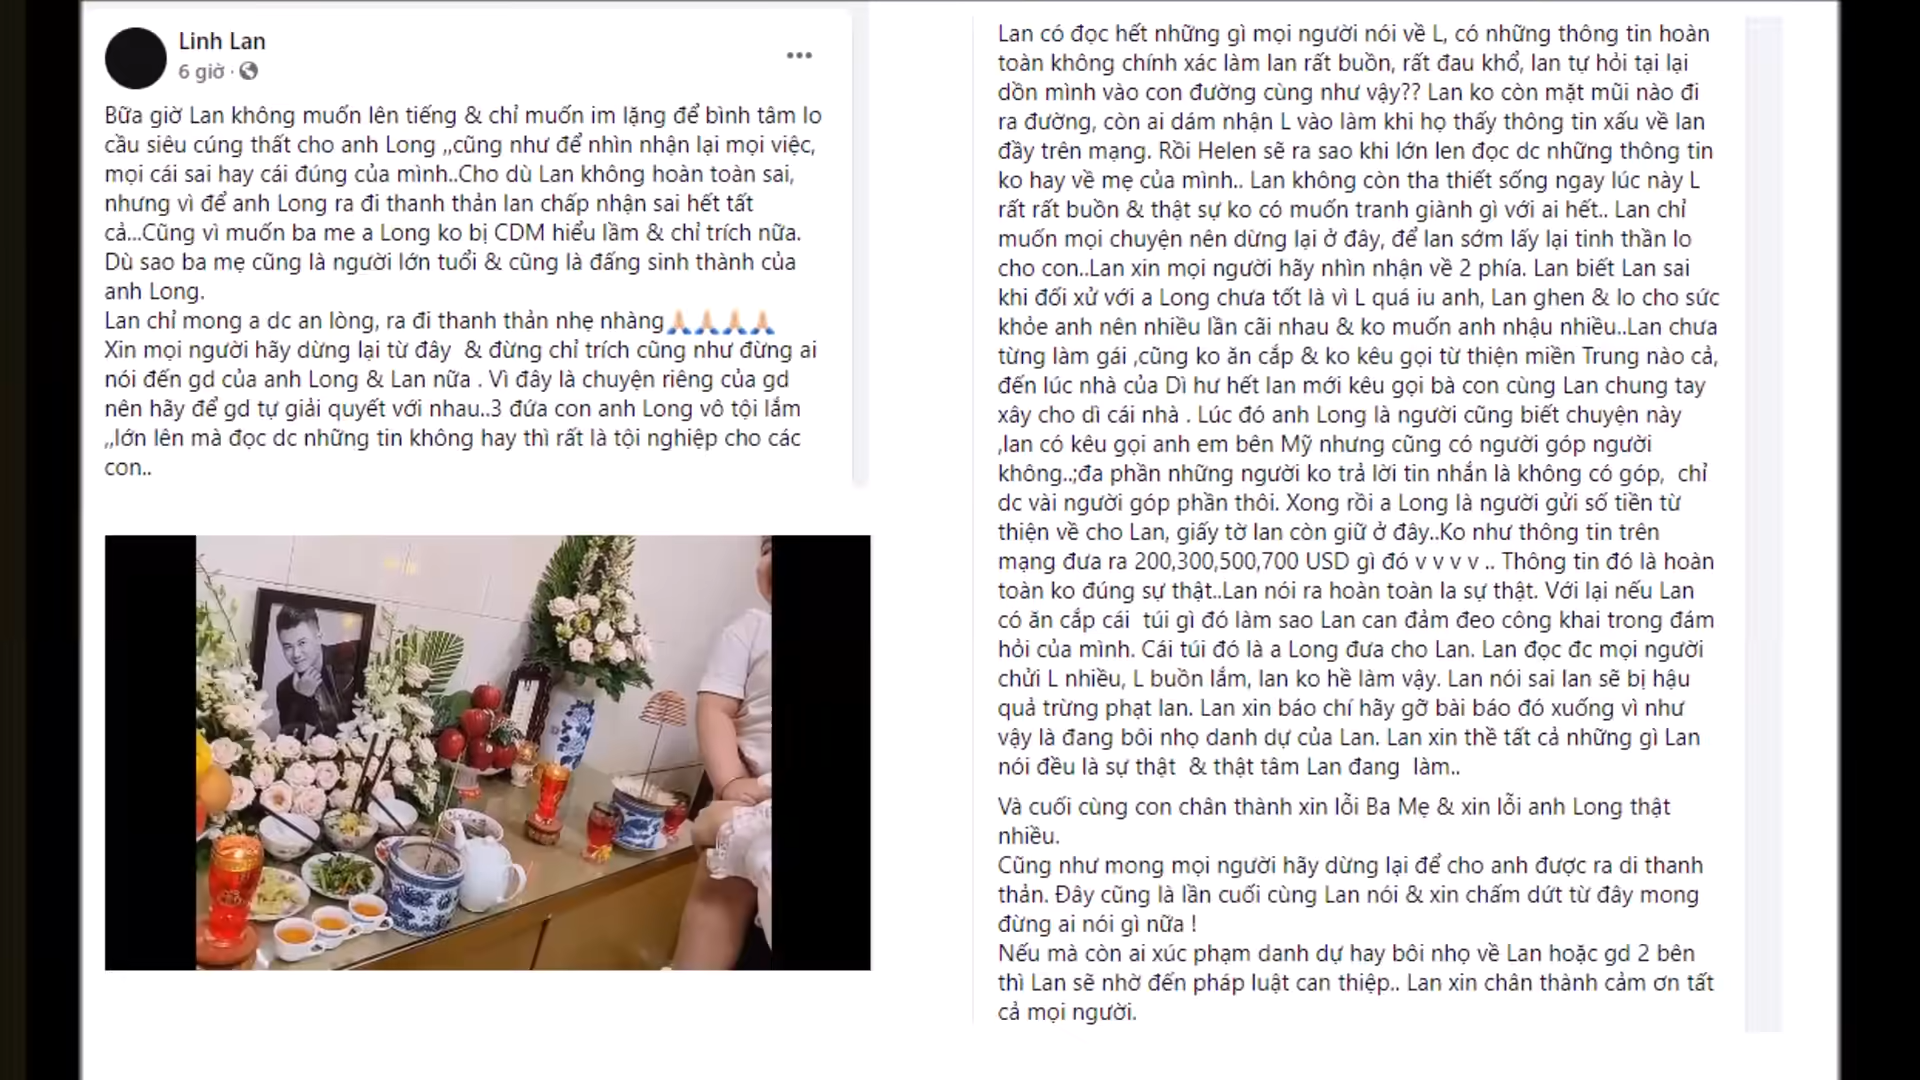 Linh Lan
6 giờ ·
Bữa giờ Lan không muốn lên tiếng & chỉ muốn im lặng để bình tâm lo
cầu siêu cúng thất cho anh Long ,,cũng như để nhìn nhận lại mọi việc,
mọi cái sai hay cái đúng của mình..Cho dù Lan không hoàn toàn sai,
nhưng vì để anh Long ra đi thanh thản lan chấp nhận sai hết tất
cả...Cũng vì muốn ba me a Long ko bị CDM hiểu lầm & chỉ trích nữa.
Dù sao ba mẹ cũng là người lớn tuổi & cũng là đấng sinh thành của
anh Long.
Lan chỉ mong a dc an lòng, ra đi thanh thản nhẹ nhàng🙏🏻🙏🏻🙏🏻🙏🏻
Xin mọi người hãy dừng lại từ đây & đừng chỉ trích cũng như đừng ai
nói đến gd của anh Long & Lan nữa . Vì đây là chuyện riêng của gd
nên hãy để gd tự giải quyết với nhau..3 đứa con anh Long vô tội lắm
,,lớn lên mà đọc dc những tin không hay thì rất là tội nghiệp cho các
con..
Lan có đọc hết những gì mọi người nói về L, có những thông tin hoàn
toàn không chính xác làm lan rất buồn, rất đau khổ, lan tự hỏi tại lại
dồn mình vào con đường cùng như vậy?? Lan ko còn mặt mũi nào đi
ra đường, còn ai dám nhận L vào làm khi họ thấy thông tin xấu về lan
đầy trên mạng. Rồi Helen sẽ ra sao khi lớn len đọc dc những thông tin
ko hay về mẹ của mình.. Lan không còn tha thiết sống ngay lúc này L
rất rất buồn & thật sự ko có muốn tranh giành gì với ai hết.. Lan chỉ
muốn mọi chuyện nên dừng lại ở đây, để lan sớm lấy lại tinh thần lo
cho con..Lan xin mọi người hãy nhìn nhận về 2 phía. Lan biết Lan sai
khi đối xử với a Long chưa tốt là vì L quá iu anh, Lan ghen & lo cho sức
khỏe anh nên nhiều lần cãi nhau & ko muốn anh nhậu nhiều..Lan chưa
từng làm gái ,cũng ko ăn cắp & ko kêu gọi từ thiện miền Trung nào cả,
đến lúc nhà của Dì hư hết lan mới kêu gọi bà con cùng Lan chung tay
xây cho dì cái nhà . Lúc đó anh Long là người cũng biết chuyện này
,lan có kêu gọi anh em bên Mỹ nhưng cũng có người góp người
không..;đa phần những người ko trả lời tin nhắn là không có góp, chỉ
dc vài người góp phần thôi. Xong rồi a Long là người gửi số tiền từ
thiện về cho Lan, giấy tờ lan còn giữ ở đây..Ko như thông tin trên
mạng đưa ra 200,300,500,700 USD gì đó v v v v .. Thông tin đó là hoàn
toàn ko đúng sự thật..Lan nói ra hoàn toàn la sự thật. Với lại nếu Lan
có ăn cắp cái túi gì đó làm sao Lan can đảm đeo công khai trong đám
hỏi của mình. Cái túi đó là a Long đưa cho Lan. Lan đọc đc mọi người
chửi L nhiều, L buồn lắm, lan ko hề làm vậy. Lan nói sai lan sẽ bị hậu
quả trừng phạt lan. Lan xin báo chí hãy gỡ bài báo đó xuống vì như
vậy là đang bôi nhọ danh dự của Lan. Lan xin thề tất cả những gì Lan
nói đều là sự thật & thật tâm Lan đang làm..
Và cuối cùng con chân thành xin lỗi Ba Mẹ & xin lỗi anh Long thật
nhiều.
Cũng như mong mọi người hãy dừng lại để cho anh được ra di thanh
thản. Đây cũng là lần cuối cùng Lan nói & xin chấm dứt từ đây mong
đừng ai nói gì nữa !
Nếu mà còn ai xúc phạm danh dự hay bôi nhọ về Lan hoặc gd 2 bên
thì Lan sẽ nhờ đến pháp luật can thiệp.. Lan xin chân thành cảm ơn tất
cả mọi người.